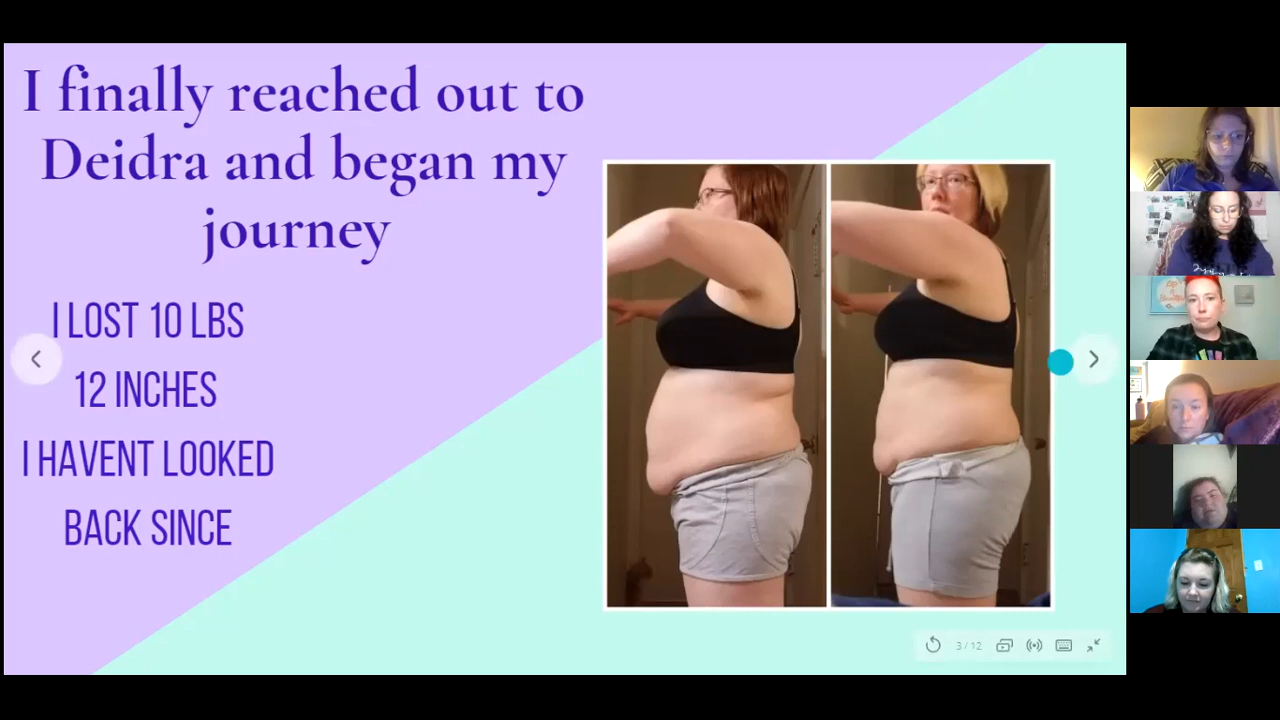 I finally reached out to
Deidra and began my
journey
I LOST 10 LBS
12 INCHES
I HAVENT LOOKED
BACK SINCE
3 / 12